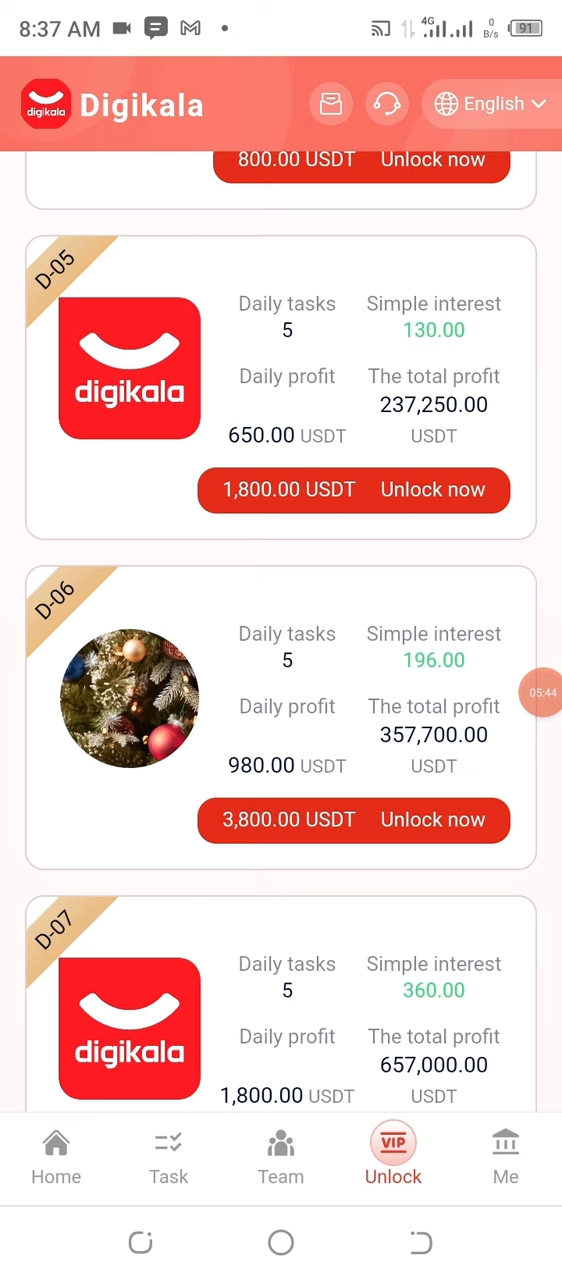 8:37 AM
4G
0
B/s
91
digikala
Digikala
English
800.00 USDT Unlock now
D-05
Daily tasks Simple interest
5 130.00
digikala
Daily profit The total profit
237,250.00
650.00 USDT USDT
1,800.00 USDT Unlock now
D-06
Daily tasks Simple interest
5 196.00
Daily profit The total profit
357,700.00
980.00 USDT USDT
05:44
3,800.00 USDT Unlock now
D-07
Daily tasks Simple interest
5 360.00
digikala
Daily profit The total profit
657,000.00
1,800.00 USDT USDT
VIP
Home Task Team Unlock Me